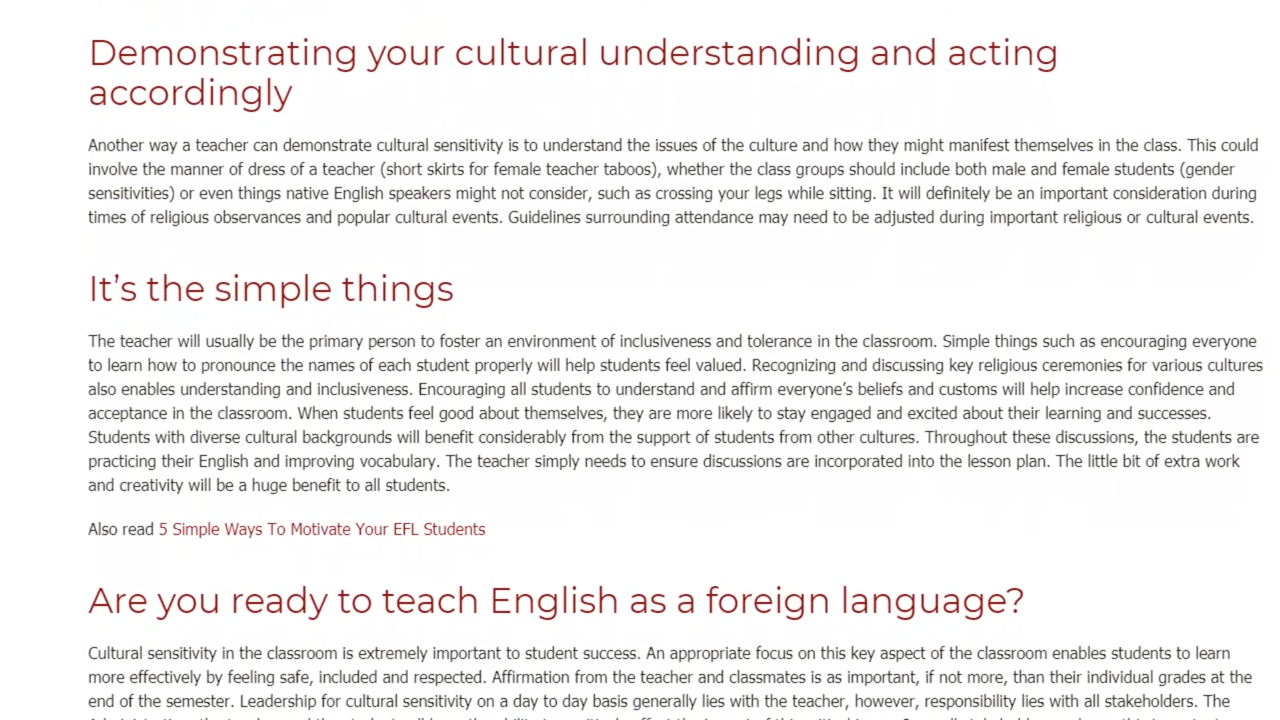 Demonstrating your cultural understanding and acting
accordingly
Another way a teacher can demonstrate cultural sensitivity is to understand the issues of the culture and how they might manifest themselves in the class. This could
involve the manner of dress of a teacher (short skirts for female teacher taboos), whether the class groups should include both male and female students (gender
sensitivities) or even things native English speakers might not consider, such as crossing your legs while sitting. It will definitely be an important consideration during
times of religious observances and popular cultural events. Guidelines surrounding attendance may need to be adjusted during important religious or cultural events.
It’s the simple things
The teacher will usually be the primary person to foster an environment of inclusiveness and tolerance in the classroom. Simple things such as encouraging everyone
to learn how to pronounce the names of each student properly will help students feel valued. Recognizing and discussing key religious ceremonies for various cultures
also enables understanding and inclusiveness. Encouraging all students to understand and affirm everyone’s beliefs and customs will help increase confidence and
acceptance in the classroom. When students feel good about themselves, they are more likely to stay engaged and excited about their learning and successes.
Students with diverse cultural backgrounds will benefit considerably from the support of students from other cultures. Throughout these discussions, the students are
practicing their English and improving vocabulary. The teacher simply needs to ensure discussions are incorporated into the lesson plan. The little bit of extra work
and creativity will be a huge benefit to all students.
Also read 5 Simple Ways To Motivate Your EFL Students
Are you ready to teach English as a foreign language?
Cultural sensitivity in the classroom is extremely important to student success. An appropriate focus on this key aspect of the classroom enables students to learn
more effectively by feeling safe, included and respected. Affirmation from the teacher and classmates is as important, if not more, than their individual grades at the
end of the semester. Leadership for cultural sensitivity on a day to day basis generally lies with the teacher, however, responsibility lies with all stakeholders. The